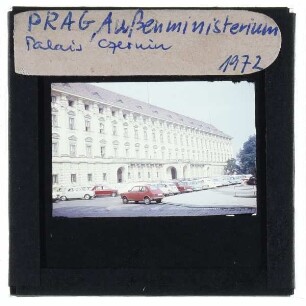 PRAG, Außenministerium
Palais Czernin
1972